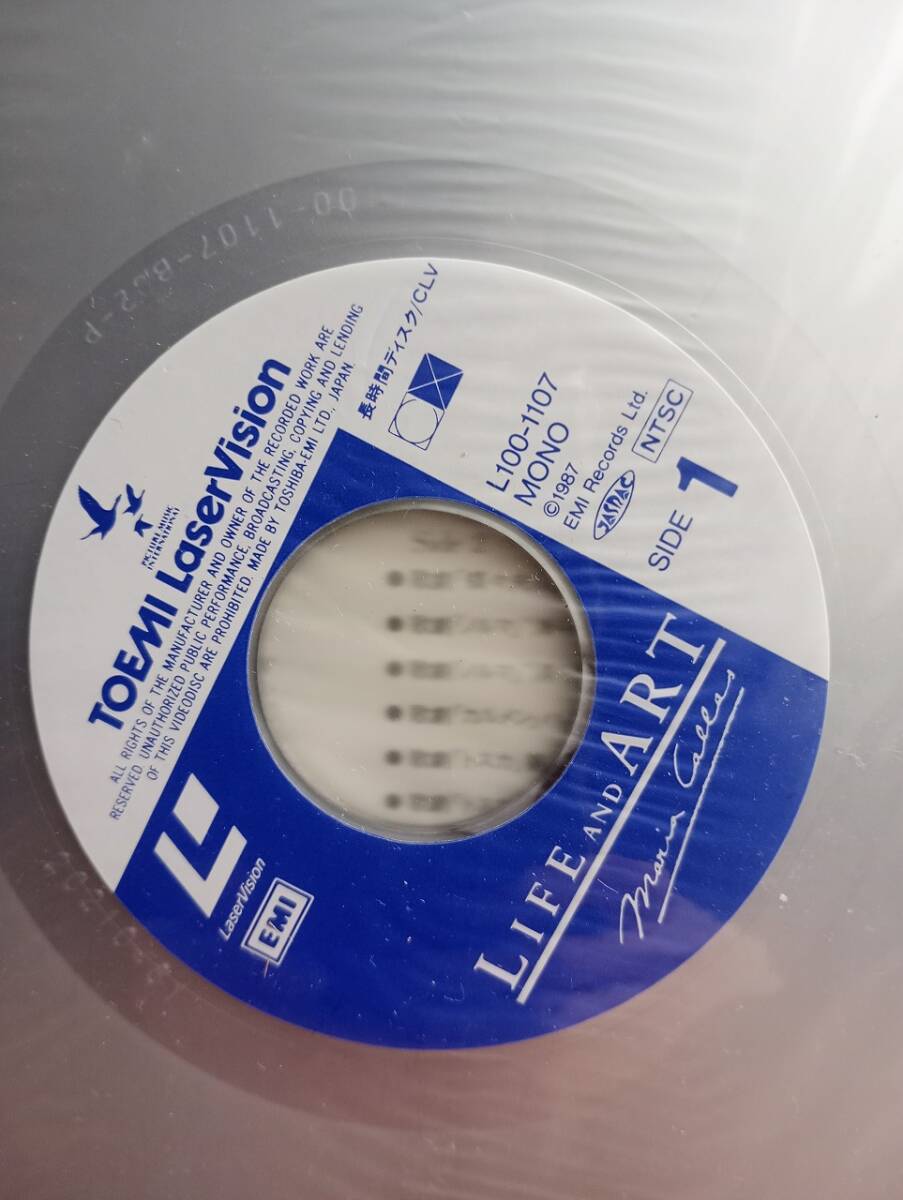 TOEMI LaserVision
PICTURE MUSIC
INTERNATIONAL
ALL RIGHTS OF THE MANUFACTURER AND OWNER OF THE RECORDED WORK ARE
RESERVED. UNAUTHORIZED PUBLIC PERFORMANCE, BROADCASTING, COPYING AND LENDING
OF THIS VIDEODISC ARE PROHIBITED. MADE BY TOSHIBA-EMI LTD., JAPAN
長時間ディスク/CLV
L100-1107
MONO
©1987
EMI Records Ltd.
JASRAC
NTSC
SIDE 1
LaserVision
EMI
LIFE AND ART
Maria Callas